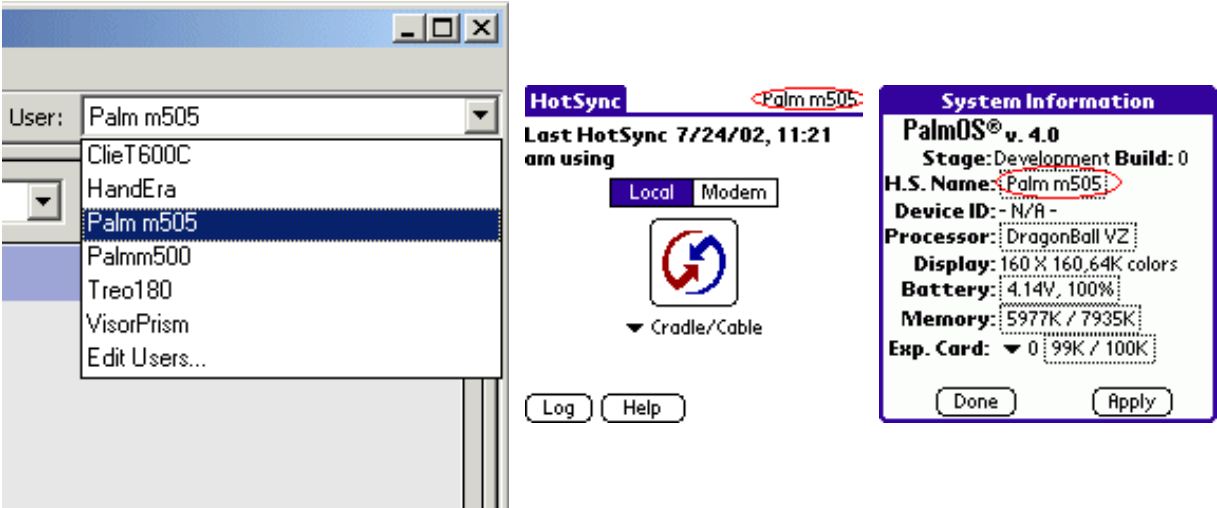 User: Palm m505
ClieT600C
HandEra
Palm m505
Palmm500
Treo180
VisorPrism
Edit Users...
HotSync Palm m505
Last HotSync 7/24/02, 11:21
am using
Local Modem
Cradle/Cable
Log Help
System Information
PalmOS® v. 4.0
Stage: Development Build: 0
H.S. Name: Palm m505
Device ID: - N/A -
Processor: DragonBall VZ
Display: 160 X 160,64K colors
Battery: 4.14V, 100%
Memory: 5977K / 7935K
Exp. Card: 0 99K / 100K
Done Apply